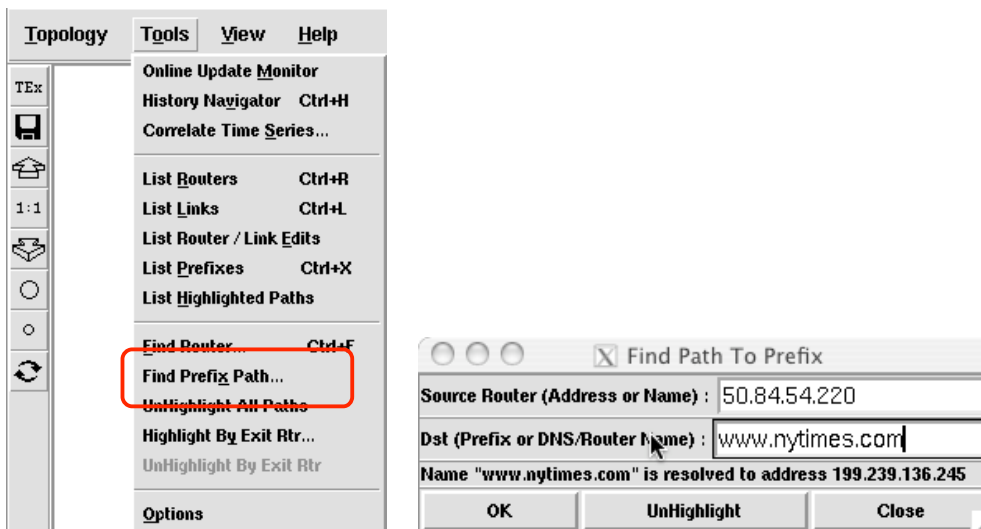 Topology Tools View Help
TEx
1:1
Online Update Monitor
History Navigator Ctrl+H
Correlate Time Series...
List Routers Ctrl+R
List Links Ctrl+L
List Router / Link Edits
List Prefixes Ctrl+X
List Highlighted Paths
Find Router... Ctrl+F
Find Prefix Path...
UnHighlight All Paths
Highlight By Exit Rtr...
UnHighlight By Exit Rtr
Options
X Find Path To Prefix
Source Router (Address or Name) : 50.84.54.220
Dst (Prefix or DNS/Router Name) : www.nytimes.com
Name "www.nytimes.com" is resolved to address 199.239.136.245
OK UnHighlight Close